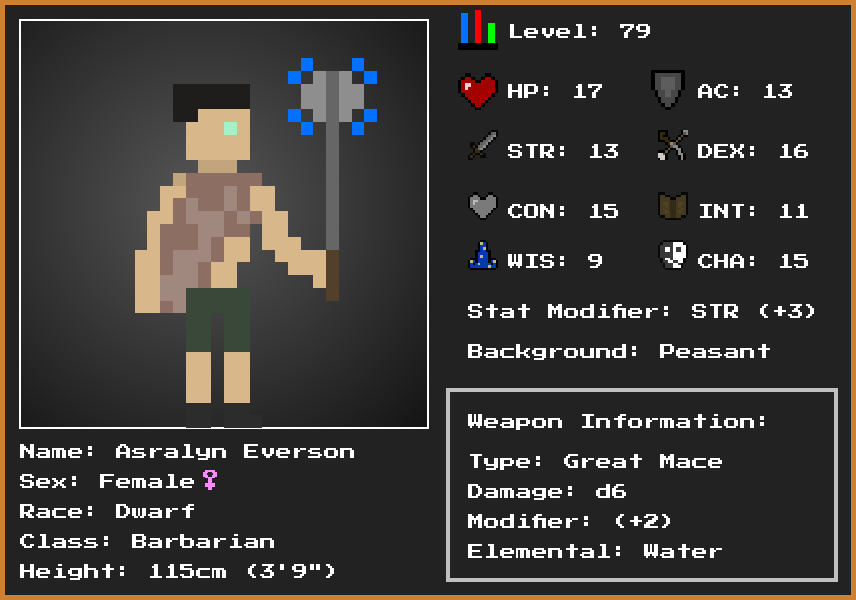 Level: 79
HP: 17
AC: 13
STR: 13
DEX: 16
CON: 15
INT: 11
WIS: 9
CHA: 15
Stat Modifier: STR (+3)
Background: Peasant
Weapon Information:
Type: Great Mace
Damage: d6
Modifier: (+2)
Elemental: Water
Name: Asralyn Everson
Sex: Female♀
Race: Dwarf
Class: Barbarian
Height: 115cm (3'9")